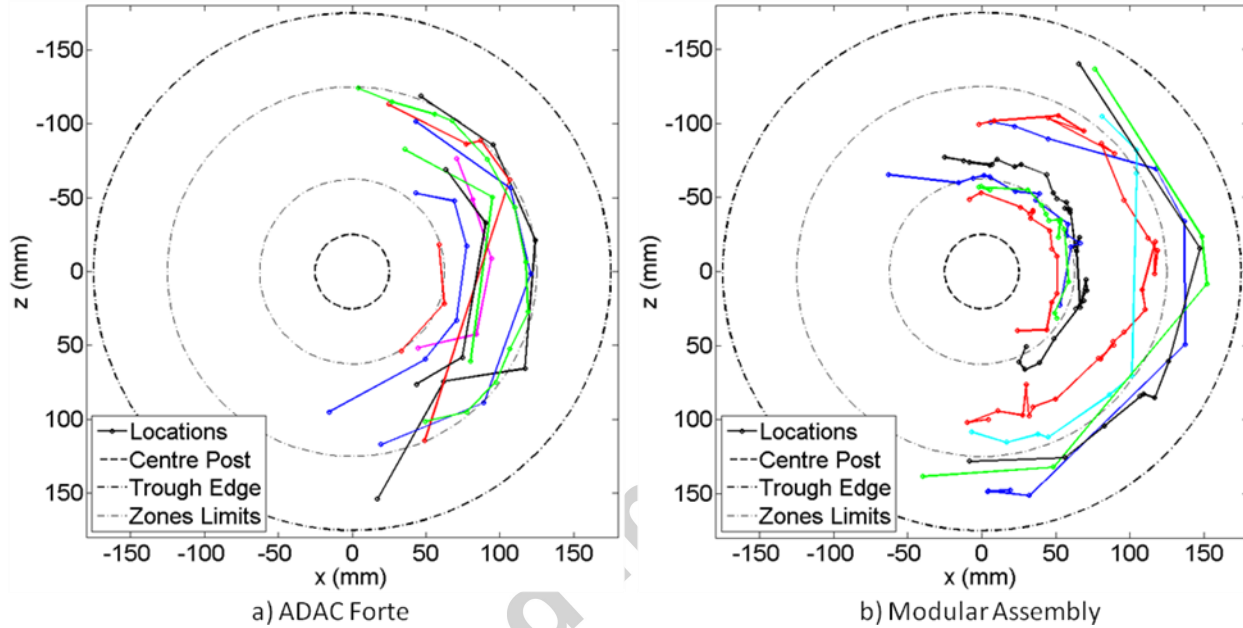 -150
-100
-50
0
50
100
150
z (mm)
Locations
Centre Post
Trough Edge
Zones Limits
-150 -100 -50 0 50 100 150
x (mm)
a) ADAC Forte
-150
-100
-50
0
50
100
150
z (mm)
Locations
Centre Post
Trough Edge
Zones Limits
-150 -100 -50 0 50 100 150
x (mm)
b) Modular Assembly